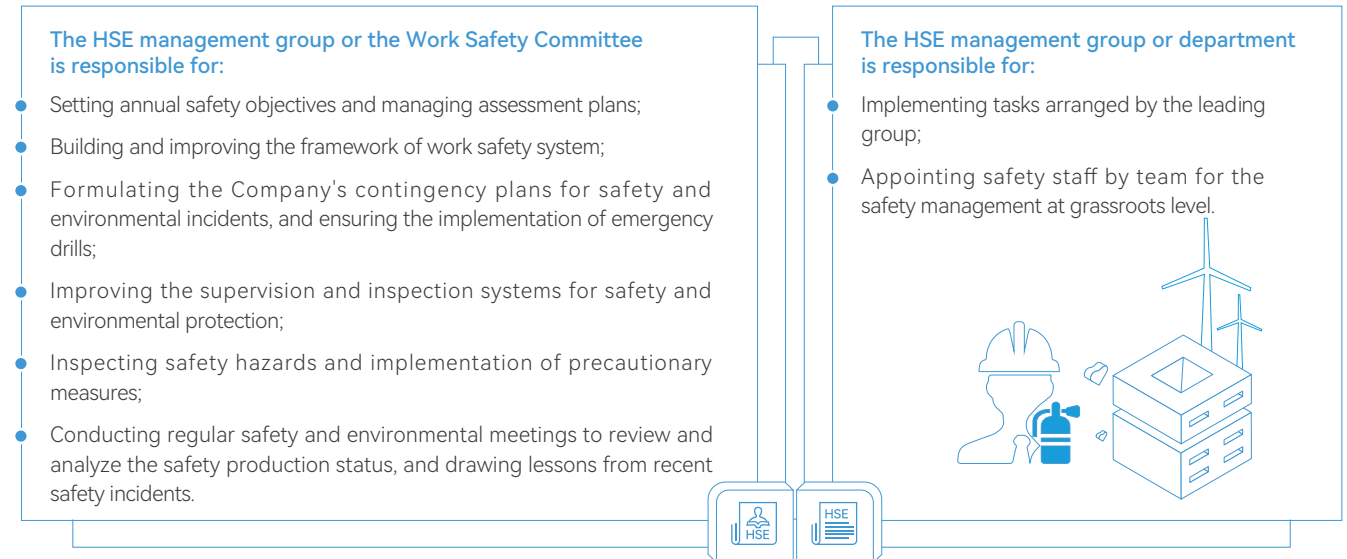 The HSE management group or the Work Safety Committee
is responsible for:
Setting annual safety objectives and managing assessment plans;
Building and improving the framework of work safety system;
Formulating the Company's contingency plans for safety and
environmental incidents, and ensuring the implementation of emergency
drills;
Improving the supervision and inspection systems for safety and
environmental protection;
Inspecting safety hazards and implementation of precautionary
measures;
Conducting regular safety and environmental meetings to review and
analyze the safety production status, and drawing lessons from recent
safety incidents.
The HSE management group or department
is responsible for:
Implementing tasks arranged by the leading
group;
Appointing safety staff by team for the
safety management at grassroots level.
HSE
HSE